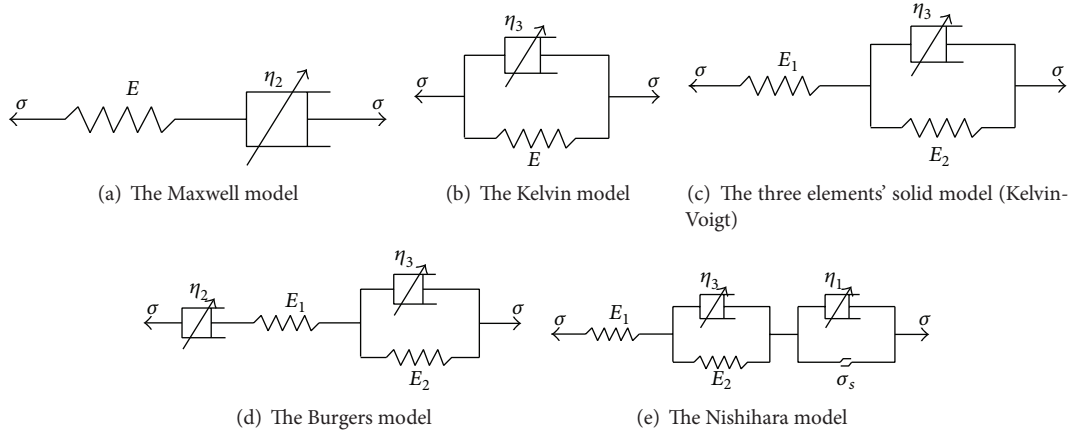 η₃
η₃
E₁
σ
σ
E
η₂
σ
σ
σ
σ
E
E₂
(a) The Maxwell model
(b) The Kelvin model
(c) The three elements' solid model (Kelvin-
Voigt)
σ
η₂
E₁
η₃
σ
E₂
σ
E₁
η₃
η₁
σ
E₂
σₛ
(d) The Burgers model
(e) The Nishihara model